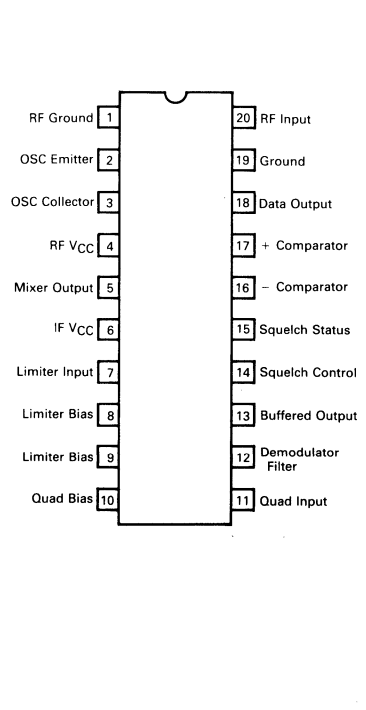 RF Ground 1
OSC Emitter 2
OSC Collector 3
RF VCC 4
Mixer Output 5
IF VCC 6
Limiter Input 7
Limiter Bias 8
Limiter Bias 9
Quad Bias 10
20 RF Input
19 Ground
18 Data Output
17 + Comparator
16 − Comparator
15 Squelch Status
14 Squelch Control
13 Buffered Output
12 Demodulator
Filter
11 Quad Input